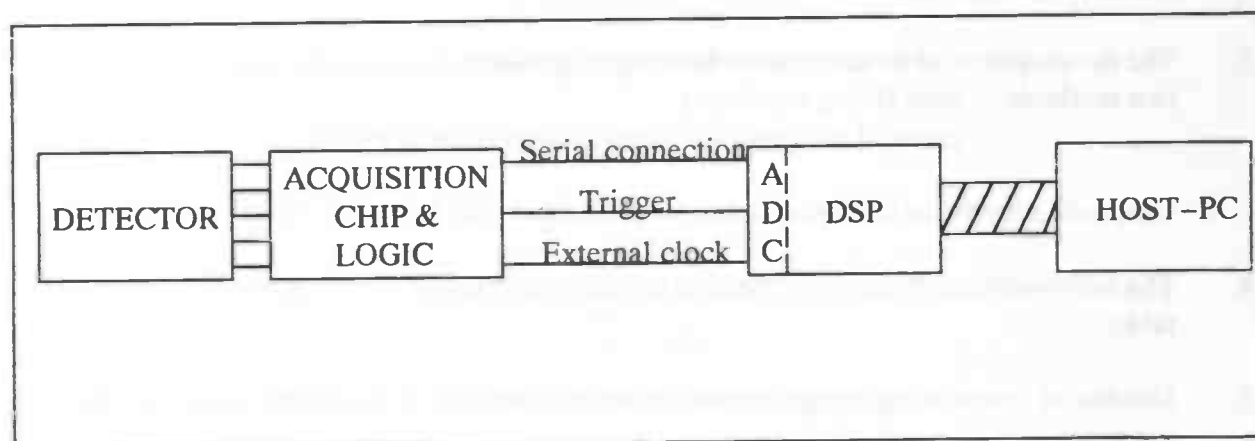 DETECTOR
ACQUISITION
CHIP &
LOGIC
Serial connection
Trigger
External clock
A
D
C
DSP
HOST-PC